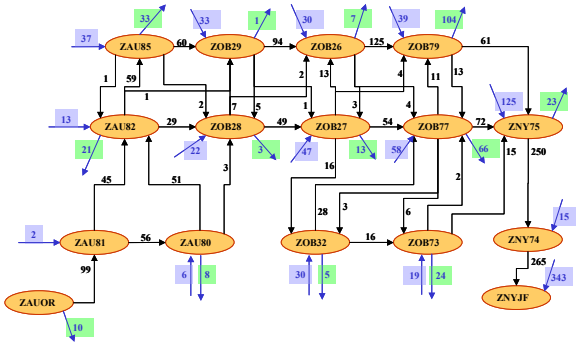 33 33 1 30 7 39 104
37 ZAU85 60 ZOB29 94 ZOB26 125 ZOB79 61
1 59 1 2 7 5 2 1 13 3 4 4 11 13 125 23
13 ZAU82 29 ZOB28 49 ZOB27 54 ZOB77 72 ZNY75
21 22 3 47 13 58 66 15 250
45 51 3 16 28 3 6 2
2 ZAU81 56 ZAU80 ZOB32 16 ZOB73 ZNY74 15
99 6 8 30 5 19 24 265 343
ZAUOR ZNYJF
10